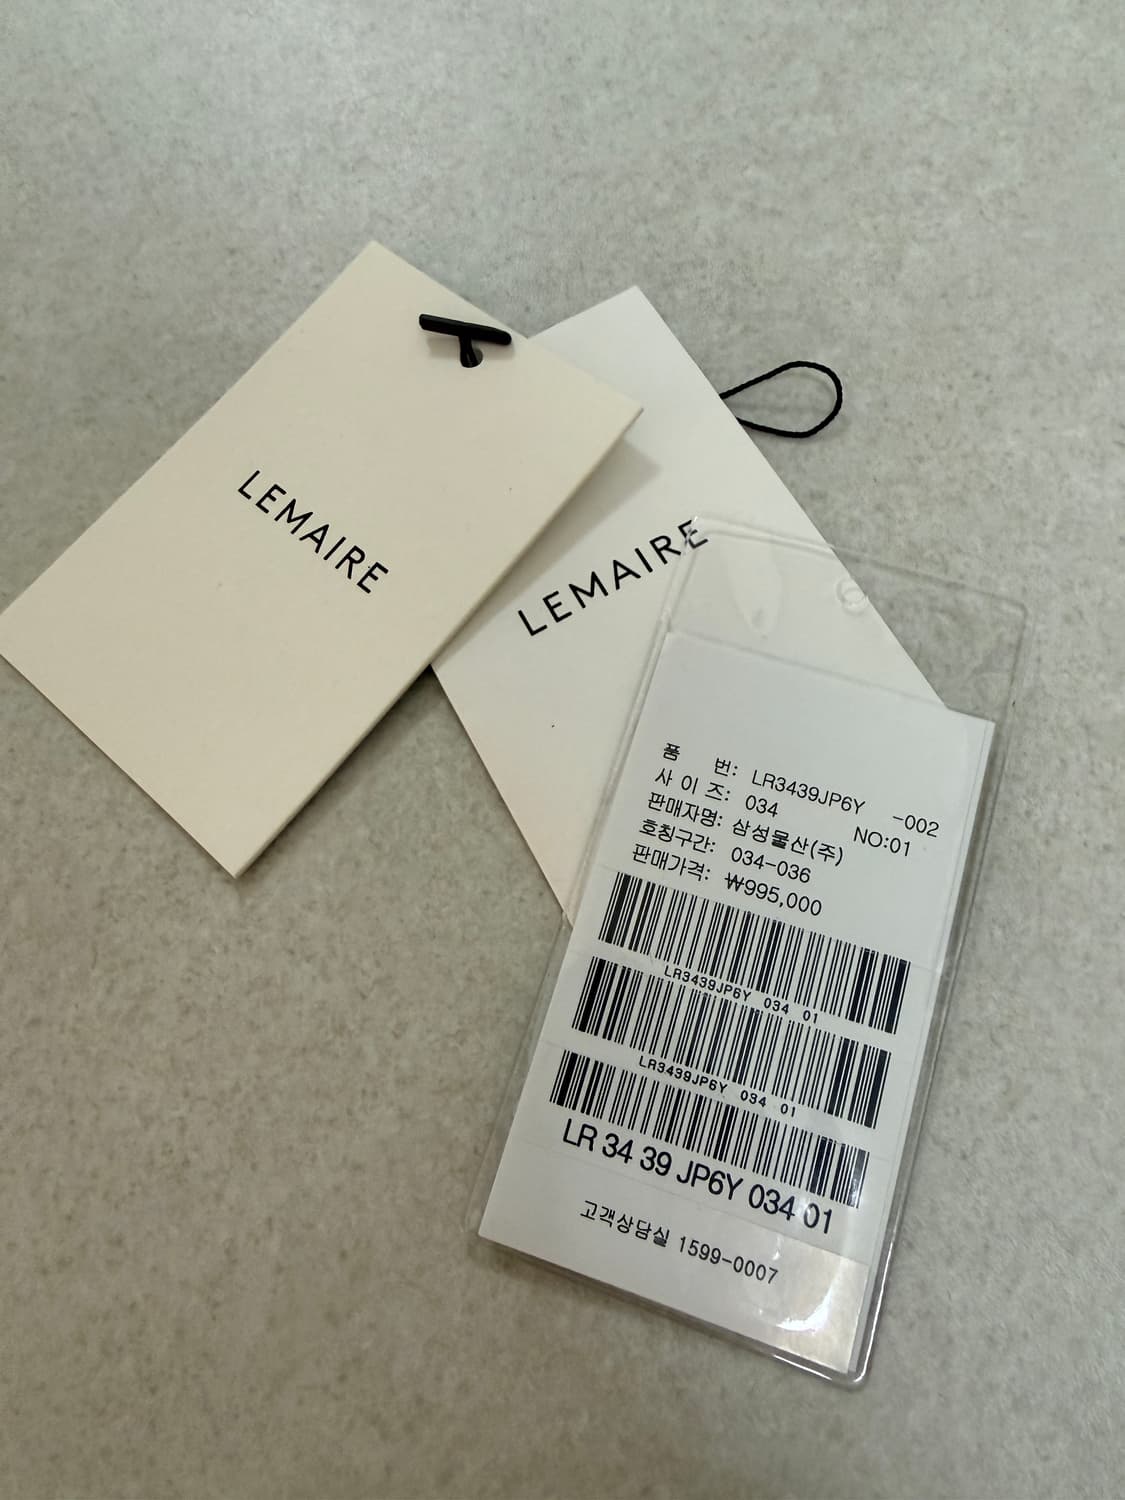 LEMAIRE
LEMAIRE
품 번: LR3439JP6Y -002
사 이 즈: 034 NO:01
판매자명: 삼성물산(주)
호칭구간: 034-036
판매가격: ₩995,000
LR3439JP6Y 034 01
LR3439JP6Y 034 01
LR 34 39 JP6Y 034 01
고객상담실 1599-0007